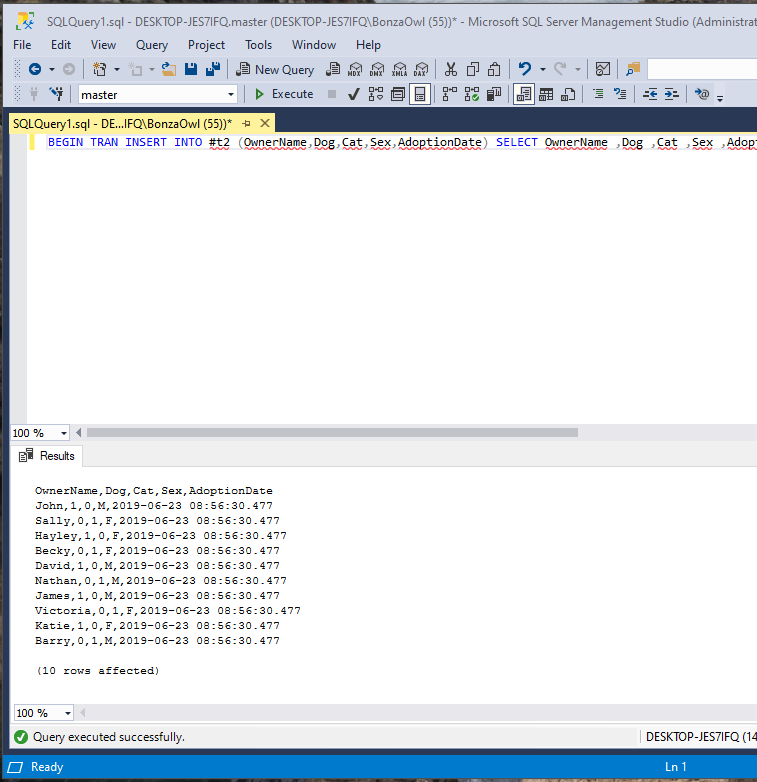 SQLQuery1.sql - DESKTOP-JES7IFQ.master (DESKTOP-JES7IFQ\BonzaOwl (55))* - Microsoft SQL Server Management Studio (Administrat
File Edit View Query Project Tools Window Help
New Query MDX DMX XMLA DAX
master Execute
SQLQuery1.sql - DE...IFQ\BonzaOwl (55))*
BEGIN TRAN INSERT INTO #t2 (OwnerName,Dog,Cat,Sex,AdoptionDate) SELECT OwnerName ,Dog ,Cat ,Sex ,Adop
100 %
Results
OwnerName,Dog,Cat,Sex,AdoptionDate
John,1,0,M,2019-06-23 08:56:30.477
Sally,0,1,F,2019-06-23 08:56:30.477
Hayley,1,0,F,2019-06-23 08:56:30.477
Becky,0,1,F,2019-06-23 08:56:30.477
David,1,0,M,2019-06-23 08:56:30.477
Nathan,0,1,M,2019-06-23 08:56:30.477
James,1,0,M,2019-06-23 08:56:30.477
Victoria,0,1,F,2019-06-23 08:56:30.477
Katie,1,0,F,2019-06-23 08:56:30.477
Barry,0,1,M,2019-06-23 08:56:30.477
(10 rows affected)
100 %
Query executed successfully. DESKTOP-JES7IFQ (14
Ready Ln 1